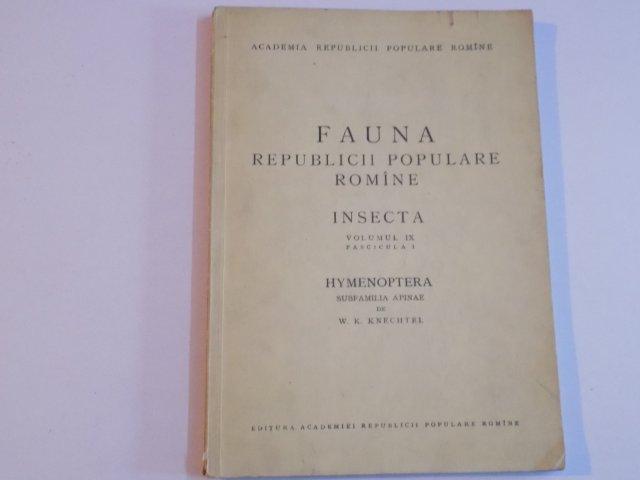 ACADEMIA REPUBLICII POPULARE ROMÎNE
FAUNA
REPUBLICII POPULARE
ROMÎNE
INSECTA
VOLUMUL IX
FASCICULA 1
HYMENOPTERA
SUBFAMILIA APINAE
DE
W. K. KNECHTEL
EDITURA ACADEMIEI REPUBLICII POPULARE ROMÎNE